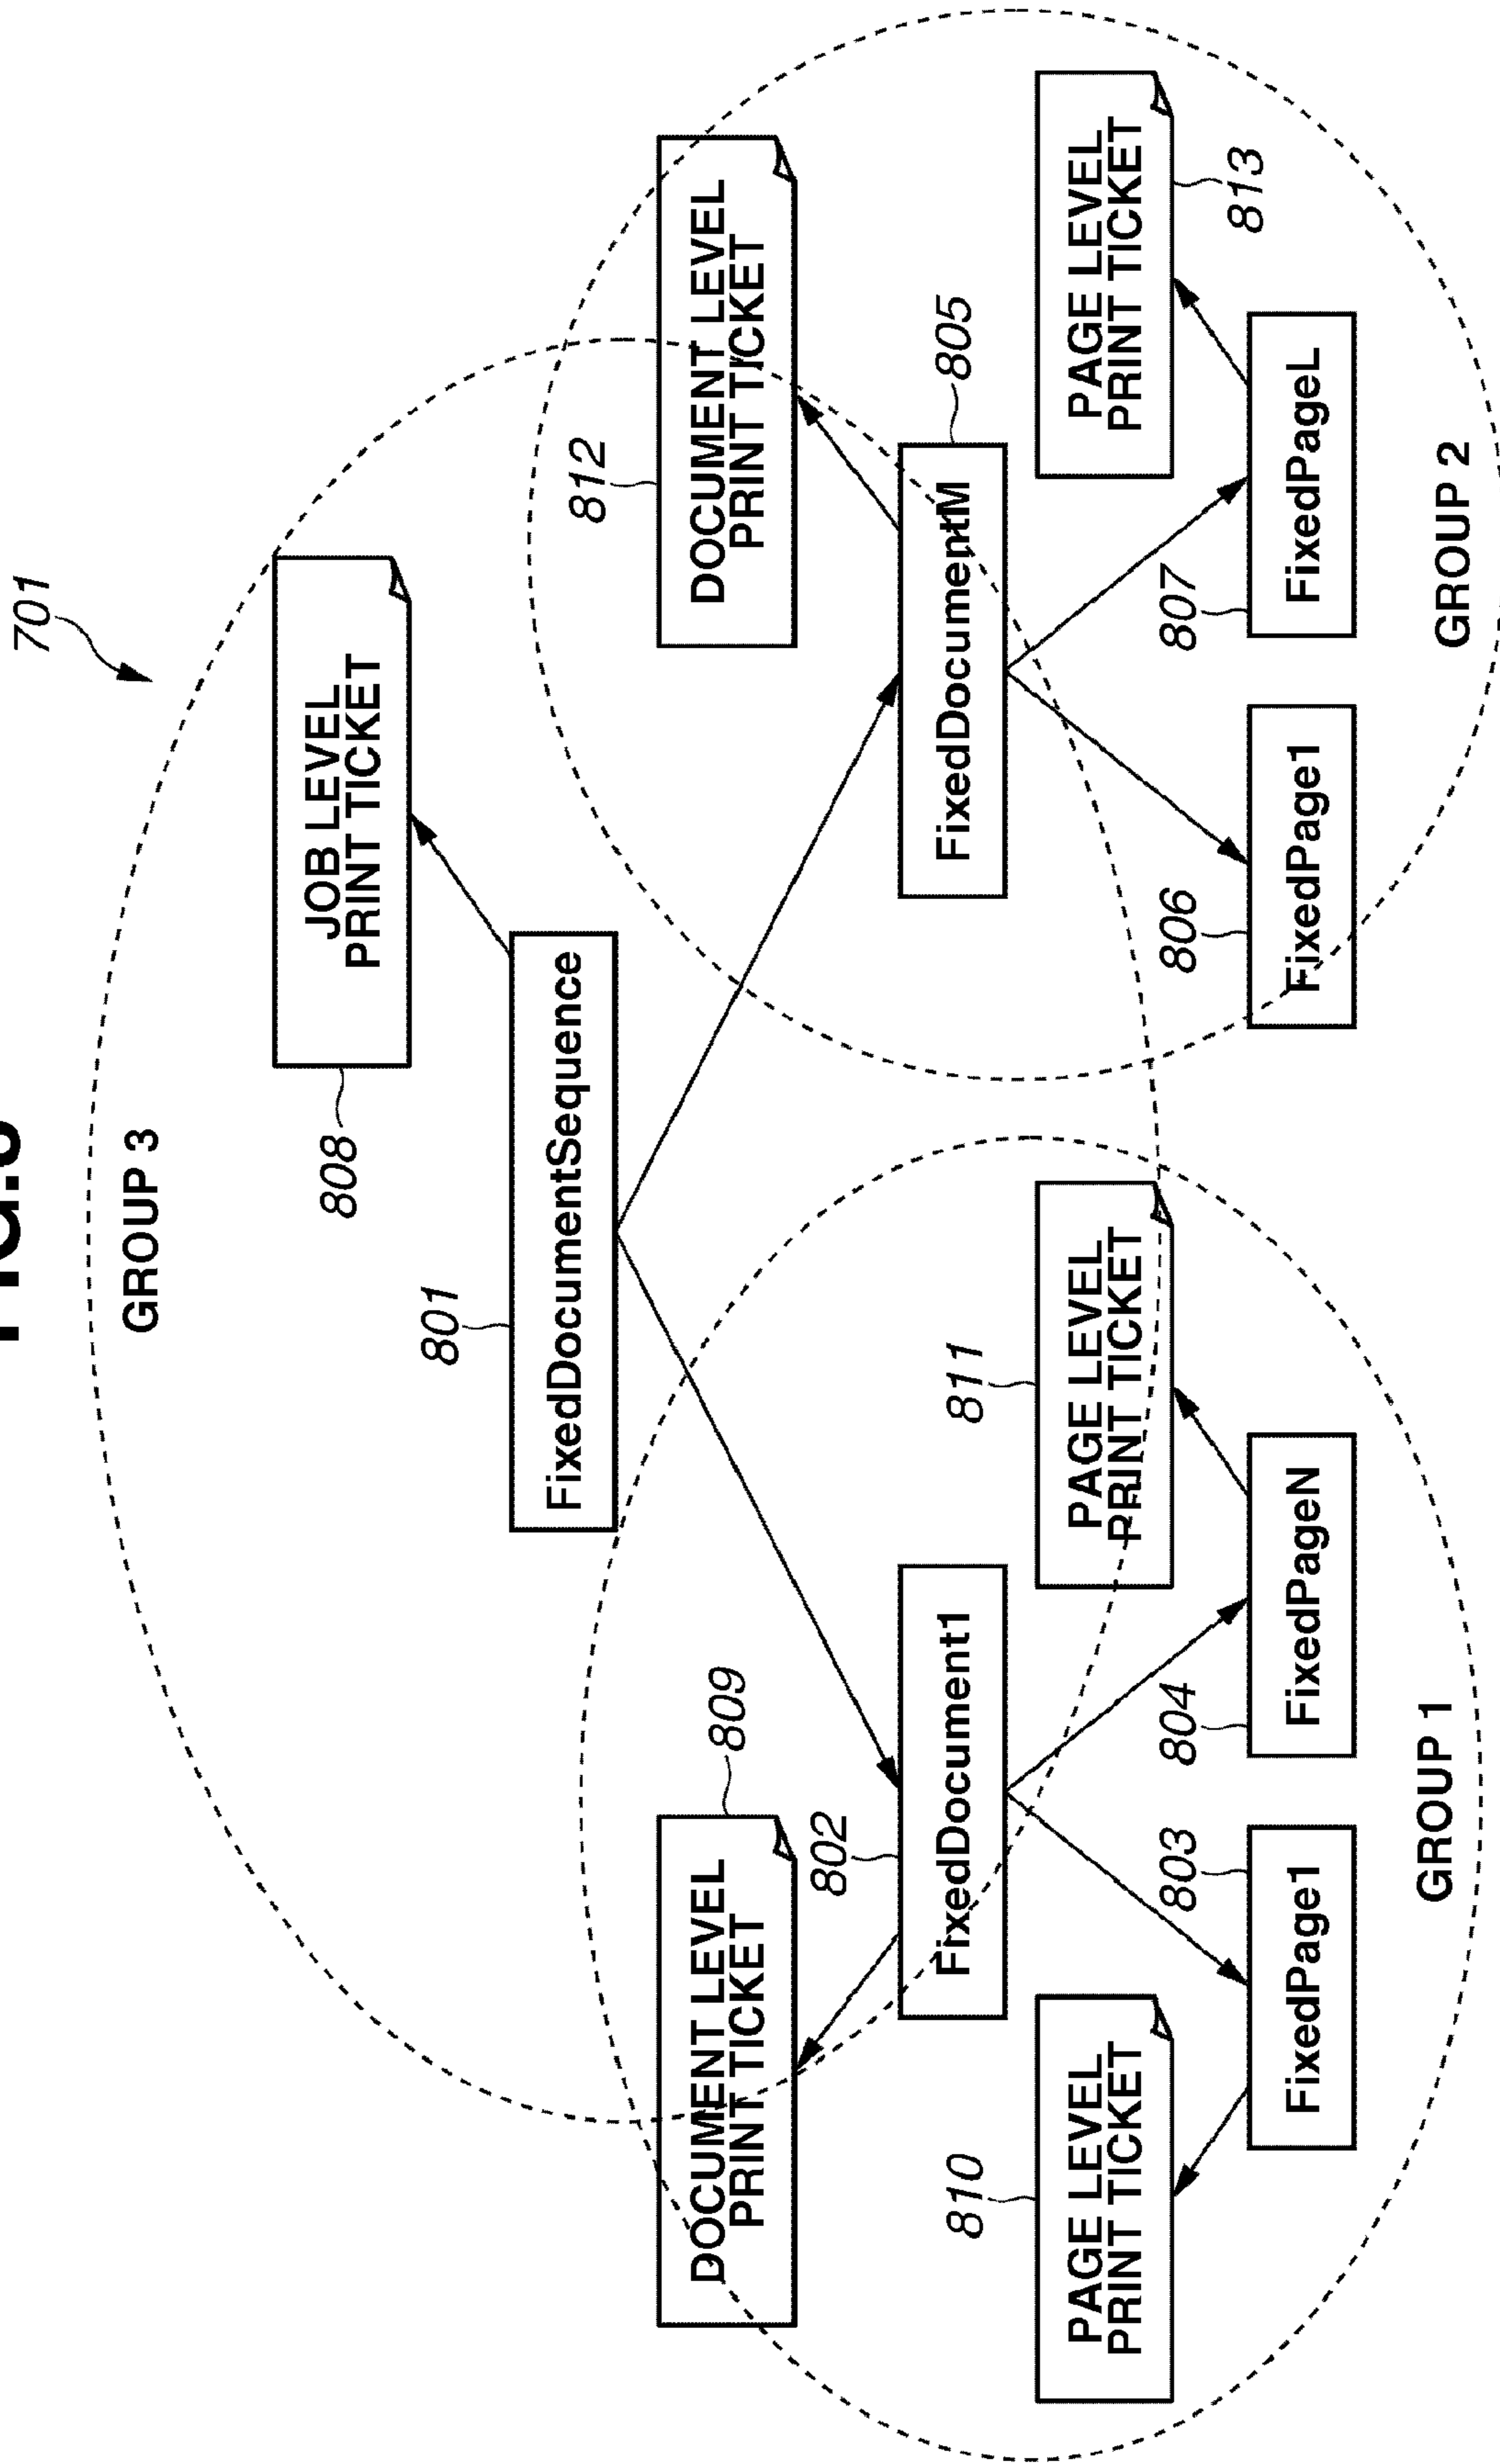 701
GROUP 3
808
JOB LEVEL
PRINT TICKET
801
FixedDocumentSequence
DOCUMENT LEVEL
PRINT TICKET
809
812
DOCUMENT LEVEL
PRINT TICKET
802
FixedDocument1
805
FixedDocumentM
810
PAGE LEVEL
PRINT TICKET
811
PAGE LEVEL
PRINT TICKET
PAGE LEVEL
PRINT TICKET
813
803
FixedPage1
804
FixedPageN
806
FixedPage1
807
FixedPageL
GROUP 1
GROUP 2